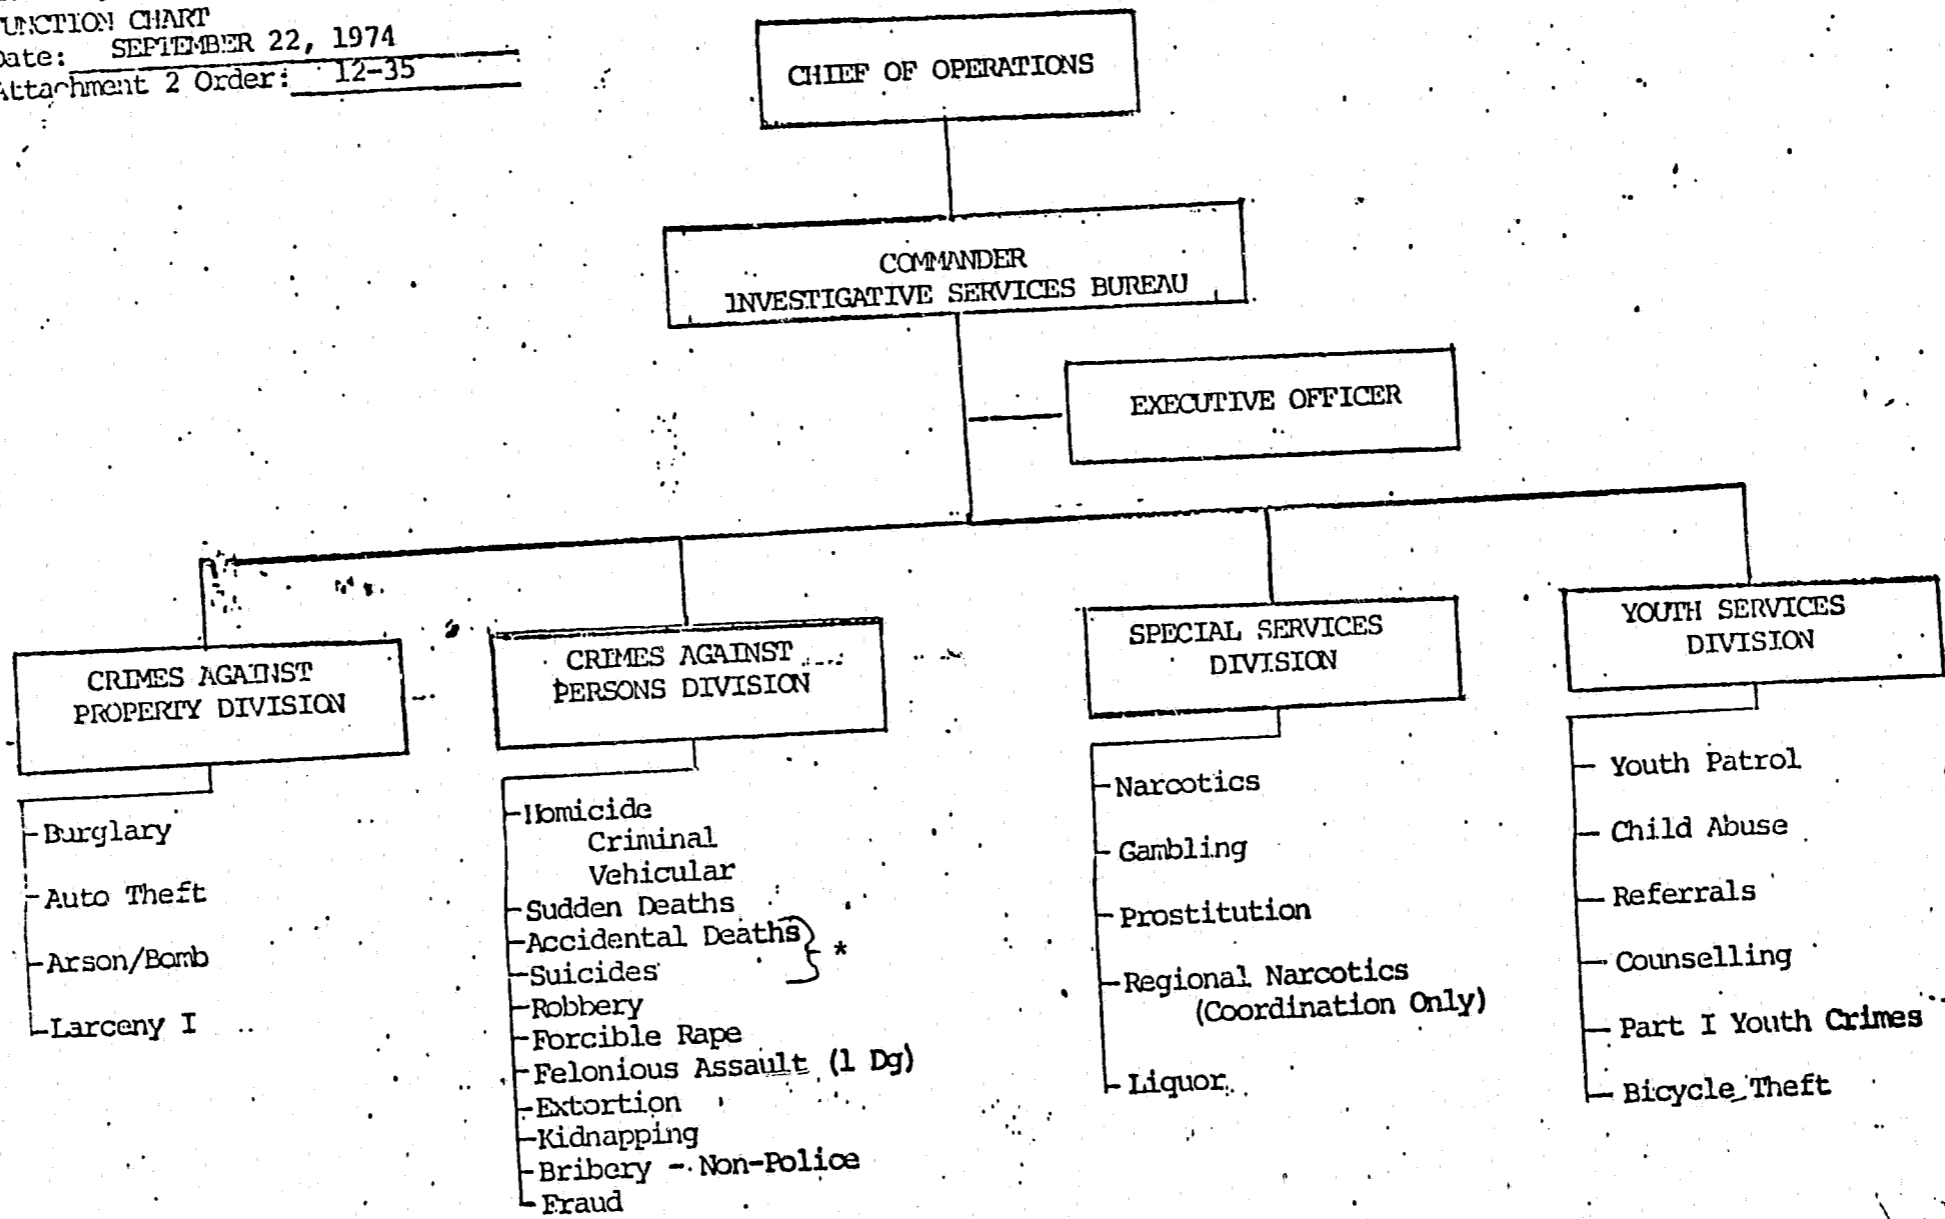 FUNCTION CHART
Date: SEPTEMBER 22, 1974
Attachment 2 Order: 12-35
CHIEF OF OPERATIONS
COMMANDER
INVESTIGATIVE SERVICES BUREAU
EXECUTIVE OFFICER
CRIMES AGAINST
PROPERTY DIVISION
Burglary
Auto Theft
Arson/Bomb
Larceny I
CRIMES AGAINST
PERSONS DIVISION
Homicide
Criminal
Vehicular
Sudden Deaths
Accidental Deaths
*
Suicides
Robbery
Forcible Rape
Felonious Assault (1 Dg)
Extortion
Kidnapping
Bribery - Non-Police
Fraud
SPECIAL SERVICES
DIVISION
Narcotics
Gambling
Prostitution
Regional Narcotics
(Coordination Only)
Liquor
YOUTH SERVICES
DIVISION
Youth Patrol
Child Abuse
Referrals
Counselling
Part I Youth Crimes
Bicycle Theft